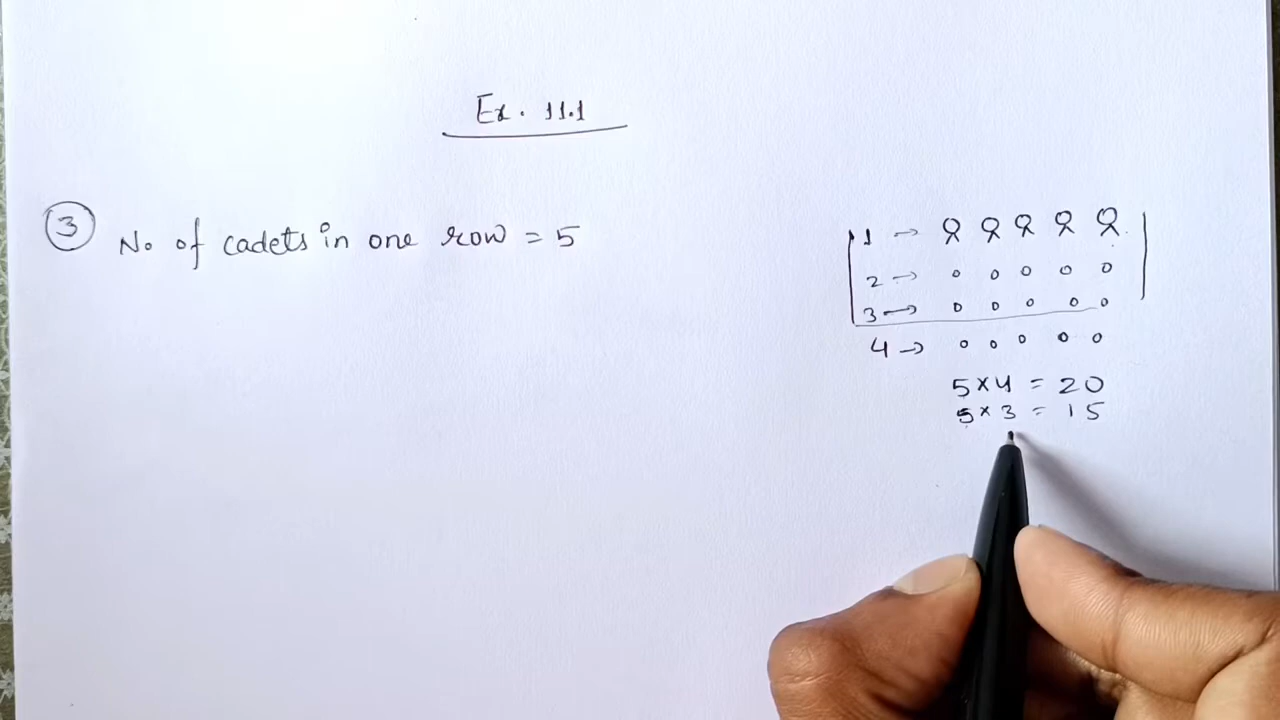 Ex. 11.1
3 No of cadets in one row = 5
1 →
2 →
3 →
4 →
5 × 4 = 20
5 × 3 = 15